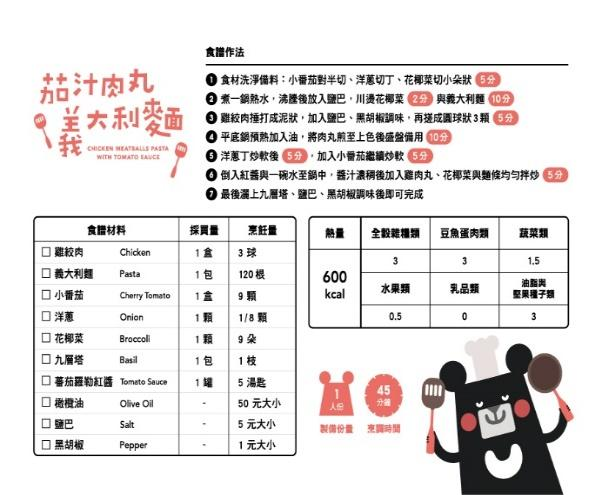 茄汁肉丸
義大利麵
我
CHICKEN MEATBALLS PASTA
WITH TOMATO SAUCE
食譜作法
1 食材洗淨備料：小番茄對半切、洋蔥切丁、花椰菜切小朵狀 5分
2 煮一鍋熱水，沸騰後放入鹽巴，川燙花椰菜 2分 與義大利麵 10分
3 雞絞肉捶打成泥狀，加入鹽巴、黑胡椒調味，再搓成圓球狀3顆 5分
4 平底鍋預熱加入油，將肉丸煎至上色後盛盤備用 10分
5 洋蔥丁炒軟後 5分，加入小番茄繼續炒軟 5分
6 倒入紅醬與一碗水至鍋中，醬汁濃稠後加入雞肉丸、花椰菜與麵條均勻拌炒 5分
7 最後灑上九層塔、鹽巴、黑胡椒調味後即可完成
食譜材料 採買量 烹飪量
雞絞肉 Chicken 1 盒 3 球
義大利麵 Pasta 1 包 120 根
小番茄 Cherry Tomato 1 盒 9 顆
洋蔥 Onion 1 顆 1/8 顆
花椰菜 Broccoli 1 顆 9 朵
九層塔 Basil 1 包 1 枝
蕃茄羅勒紅醬 Tomato Sauce 1 罐 5 湯匙
橄欖油 Olive Oil - 50 元大小
鹽巴 Salt - 5 元大小
黑胡椒 Pepper - 1 元大小
熱量 全穀雜糧類 豆魚蛋肉類 蔬菜類
600
kcal
3 3 1.5
水果類 乳品類 油脂與
堅果種子類
0.5 0 3
1
人份
製備份量
45
分鐘
烹調時間